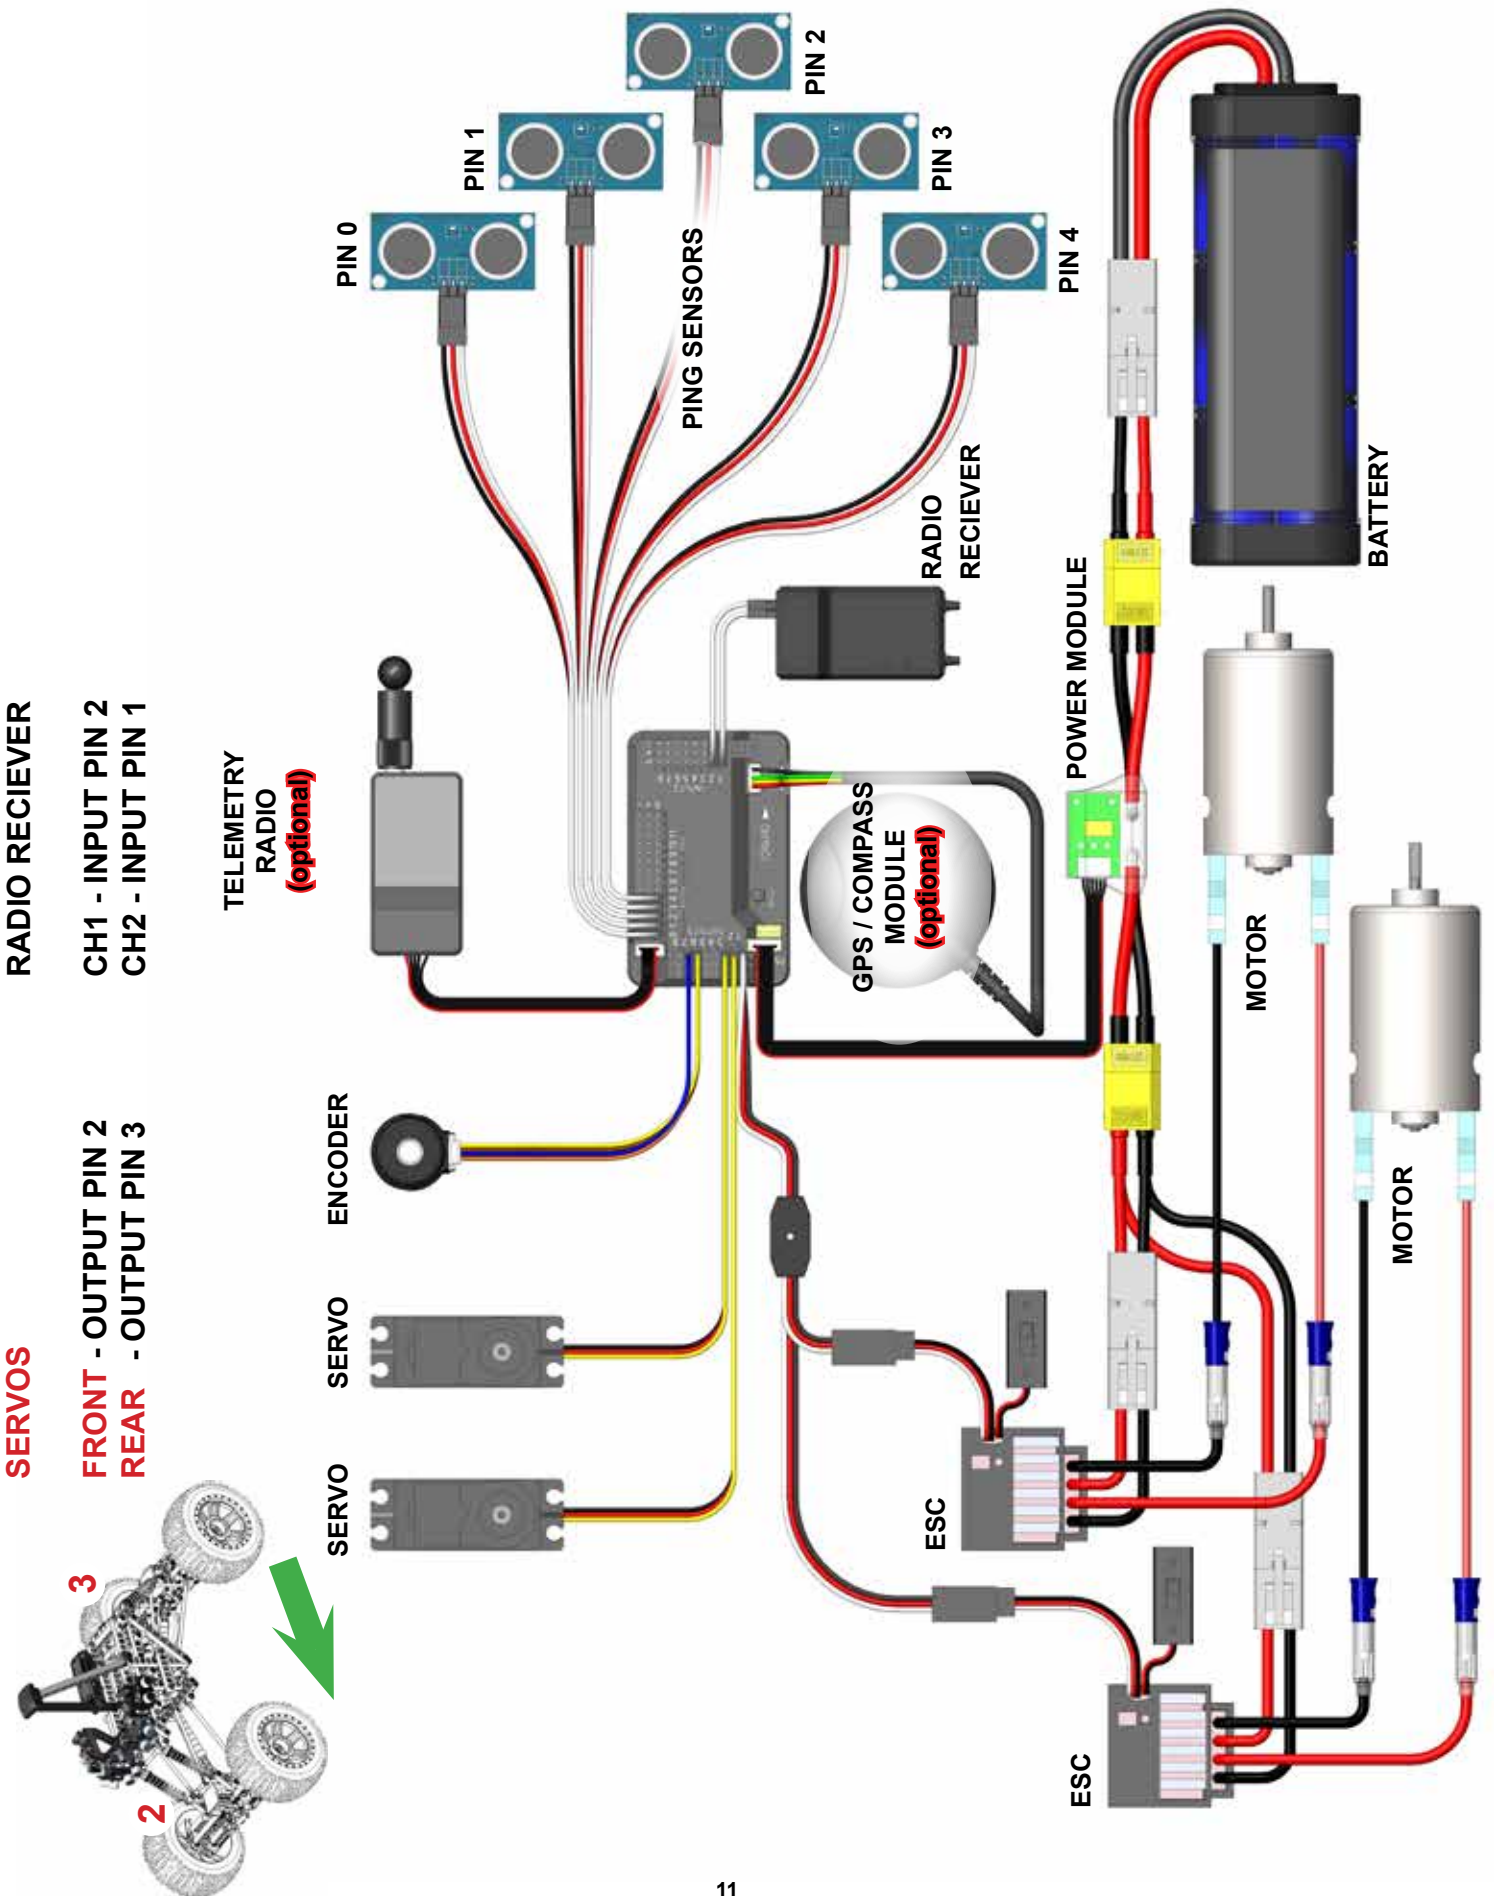 SERVOS
FRONT - OUTPUT PIN 2
REAR - OUTPUT PIN 3
RADIO RECIEVER
CH1 - INPUT PIN 2
CH2 - INPUT PIN 1
2
3
TELEMETRY
RADIO
(optional)
SERVO
SERVO
ENCODER
PIN 0
PIN 1
PIN 2
PIN 3
PIN 4
PING SENSORS
RADIO
RECIEVER
GPS / COMPASS
MODULE
(optional)
POWER MODULE
BATTERY
MOTOR
MOTOR
ESC
ESC
11